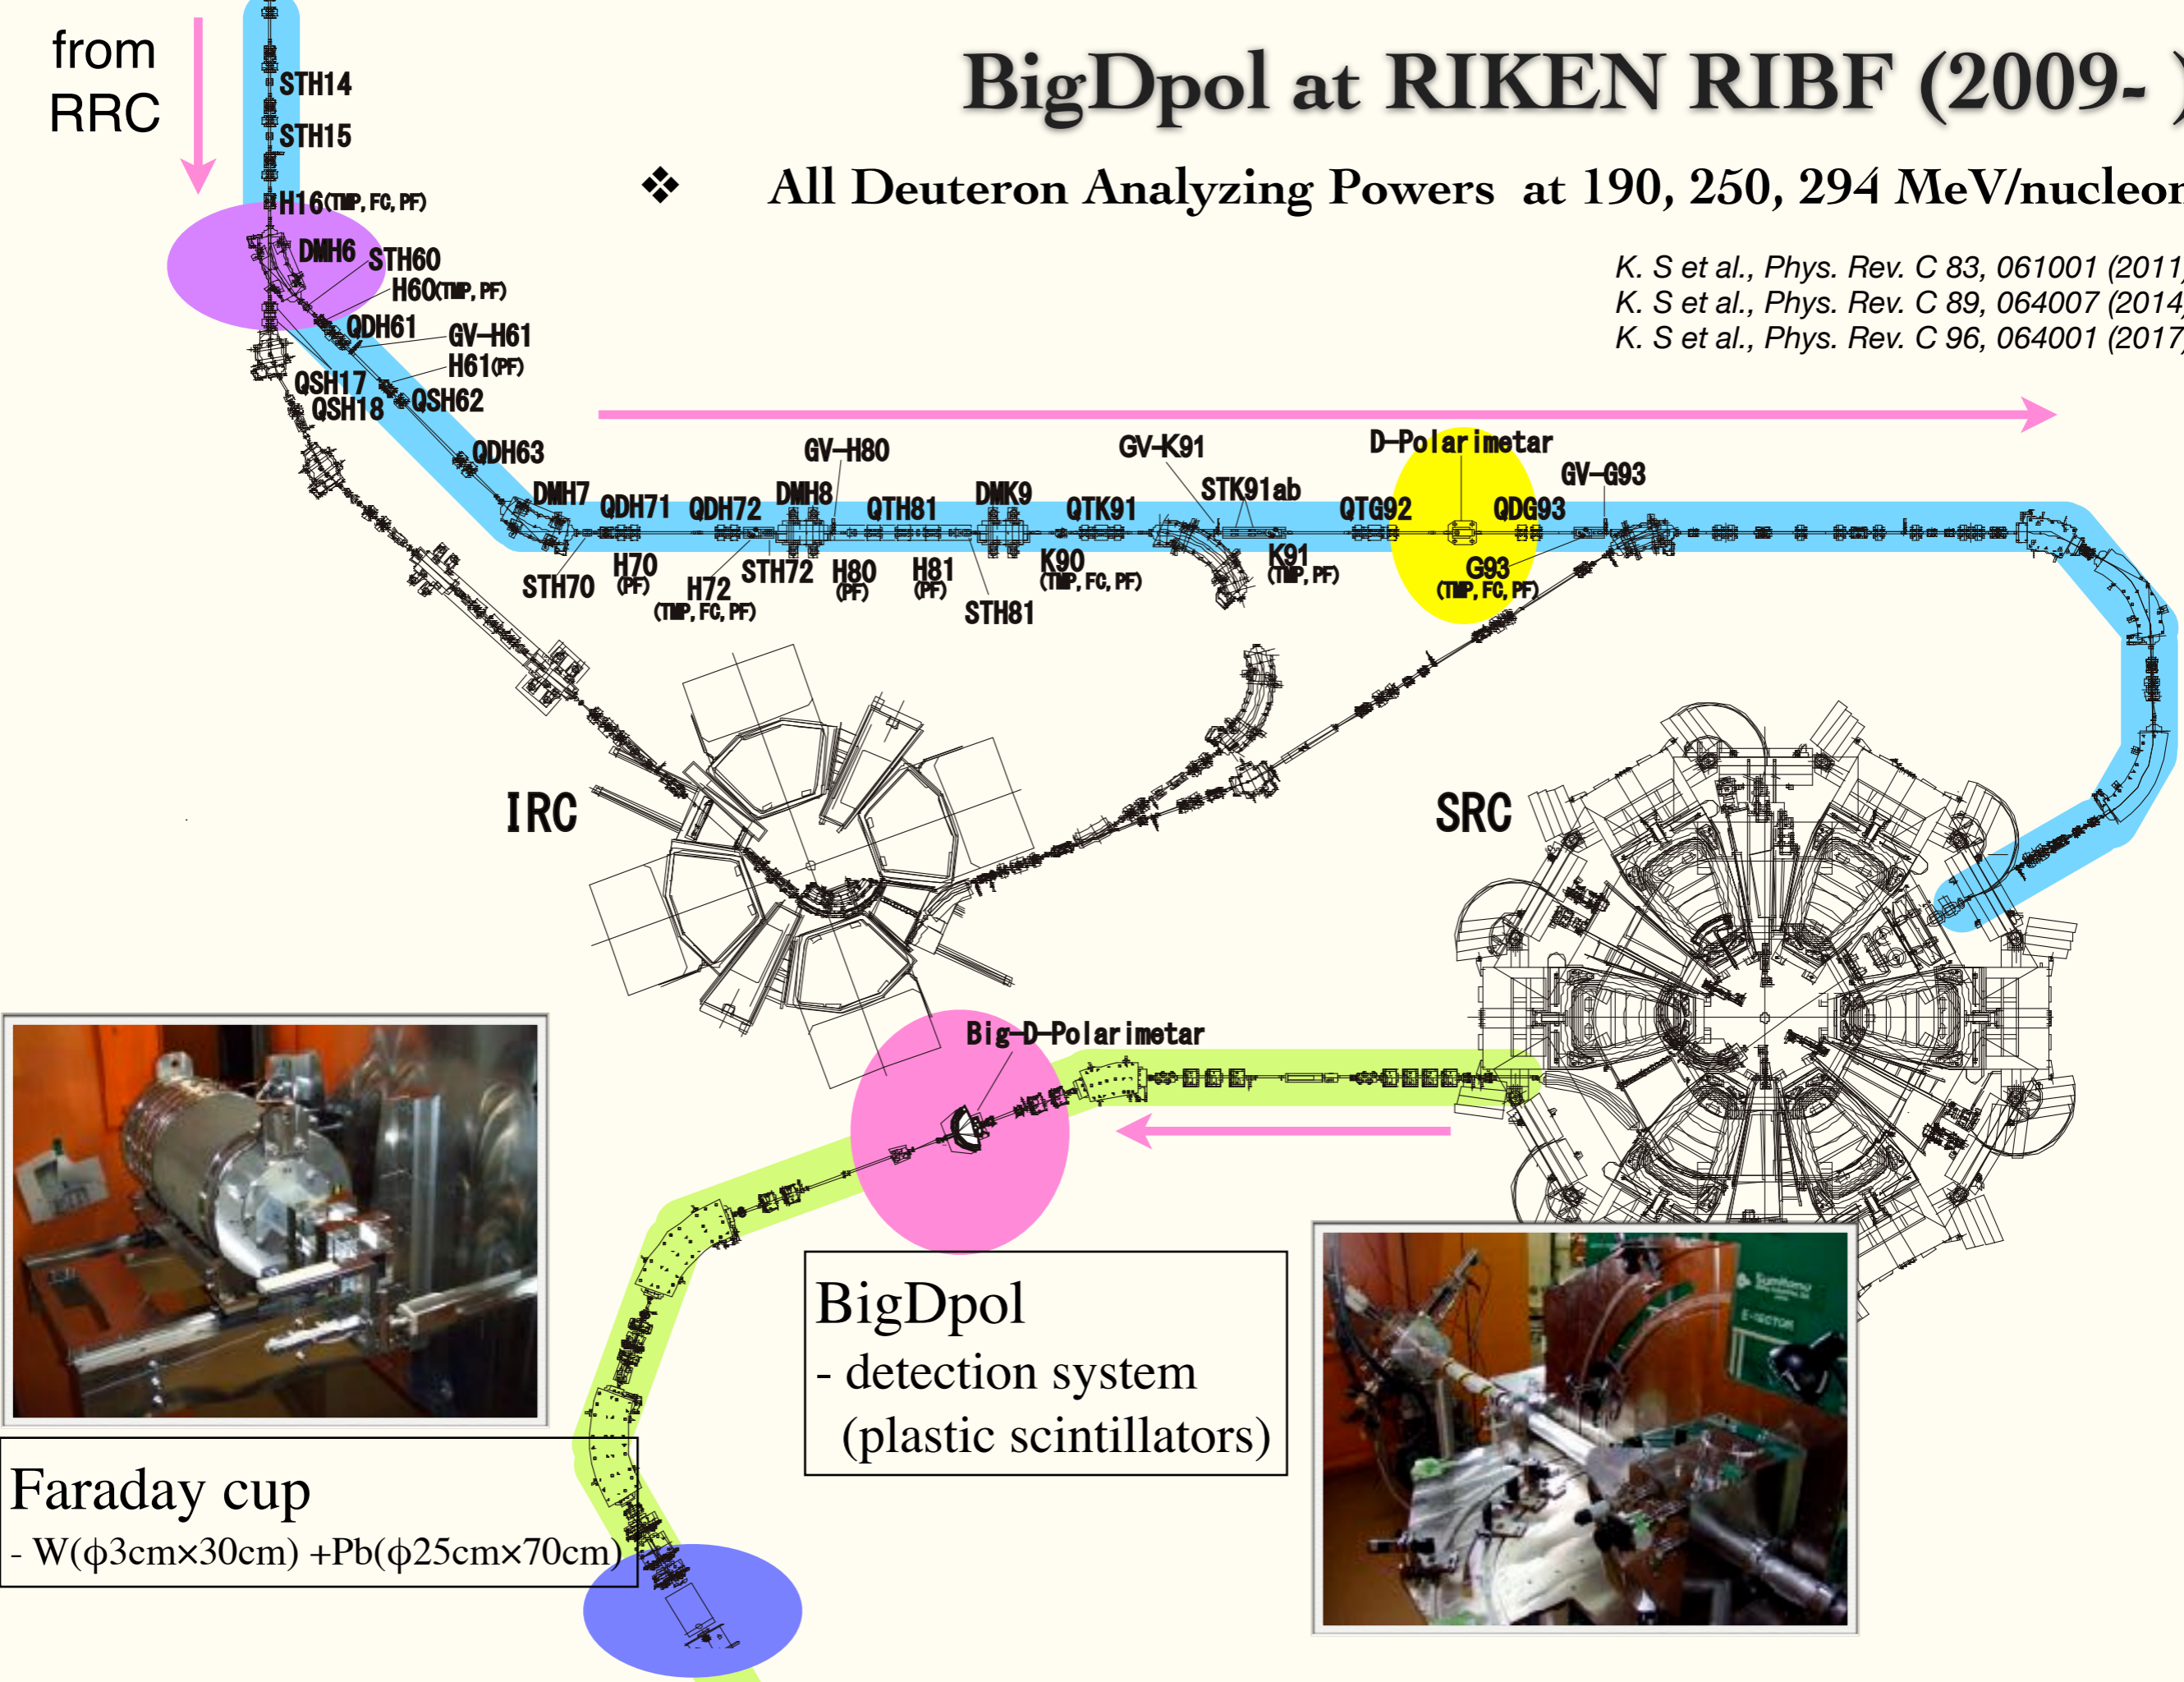 from
RRC
BigDpol at RIKEN RIBF (2009- )
❖ All Deuteron Analyzing Powers at 190, 250, 294 MeV/nucleon
K. S et al., Phys. Rev. C 83, 061001 (2011)
K. S et al., Phys. Rev. C 89, 064007 (2014)
K. S et al., Phys. Rev. C 96, 064001 (2017)
STH14
STH15
H16(TMP, FC, PF)
DMH6
STH60
H60(TMP, PF)
QDH61
GV-H61
H61(PF)
QSH17
QSH18
QSH62
QDH63
DMH7
QDH71
QDH72
GV-H80
DMH8
QTH81
DMK9
QTK91
GV-K91
STK91ab
QTG92
D-Polarimetar
QDG93
GV-G93
STH70
H70
(PF)
H72
(TMP, FC, PF)
STH72
H80
(PF)
H81
(PF)
STH81
K90
(TMP, FC, PF)
K91
(TMP, PF)
G93
(TMP, FC, PF)
IRC
SRC
Big-D-Polarimetar
BigDpol
- detection system
(plastic scintillators)
Faraday cup
- W(φ3cm×30cm) +Pb(φ25cm×70cm)
Sumitomo
E-SECTOR